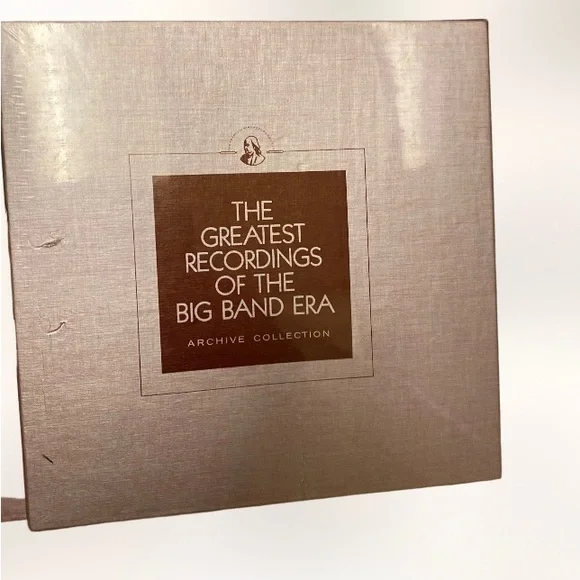 THE
GREATEST
RECORDINGS
OF THE
BIG BAND ERA
ARCHIVE COLLECTION